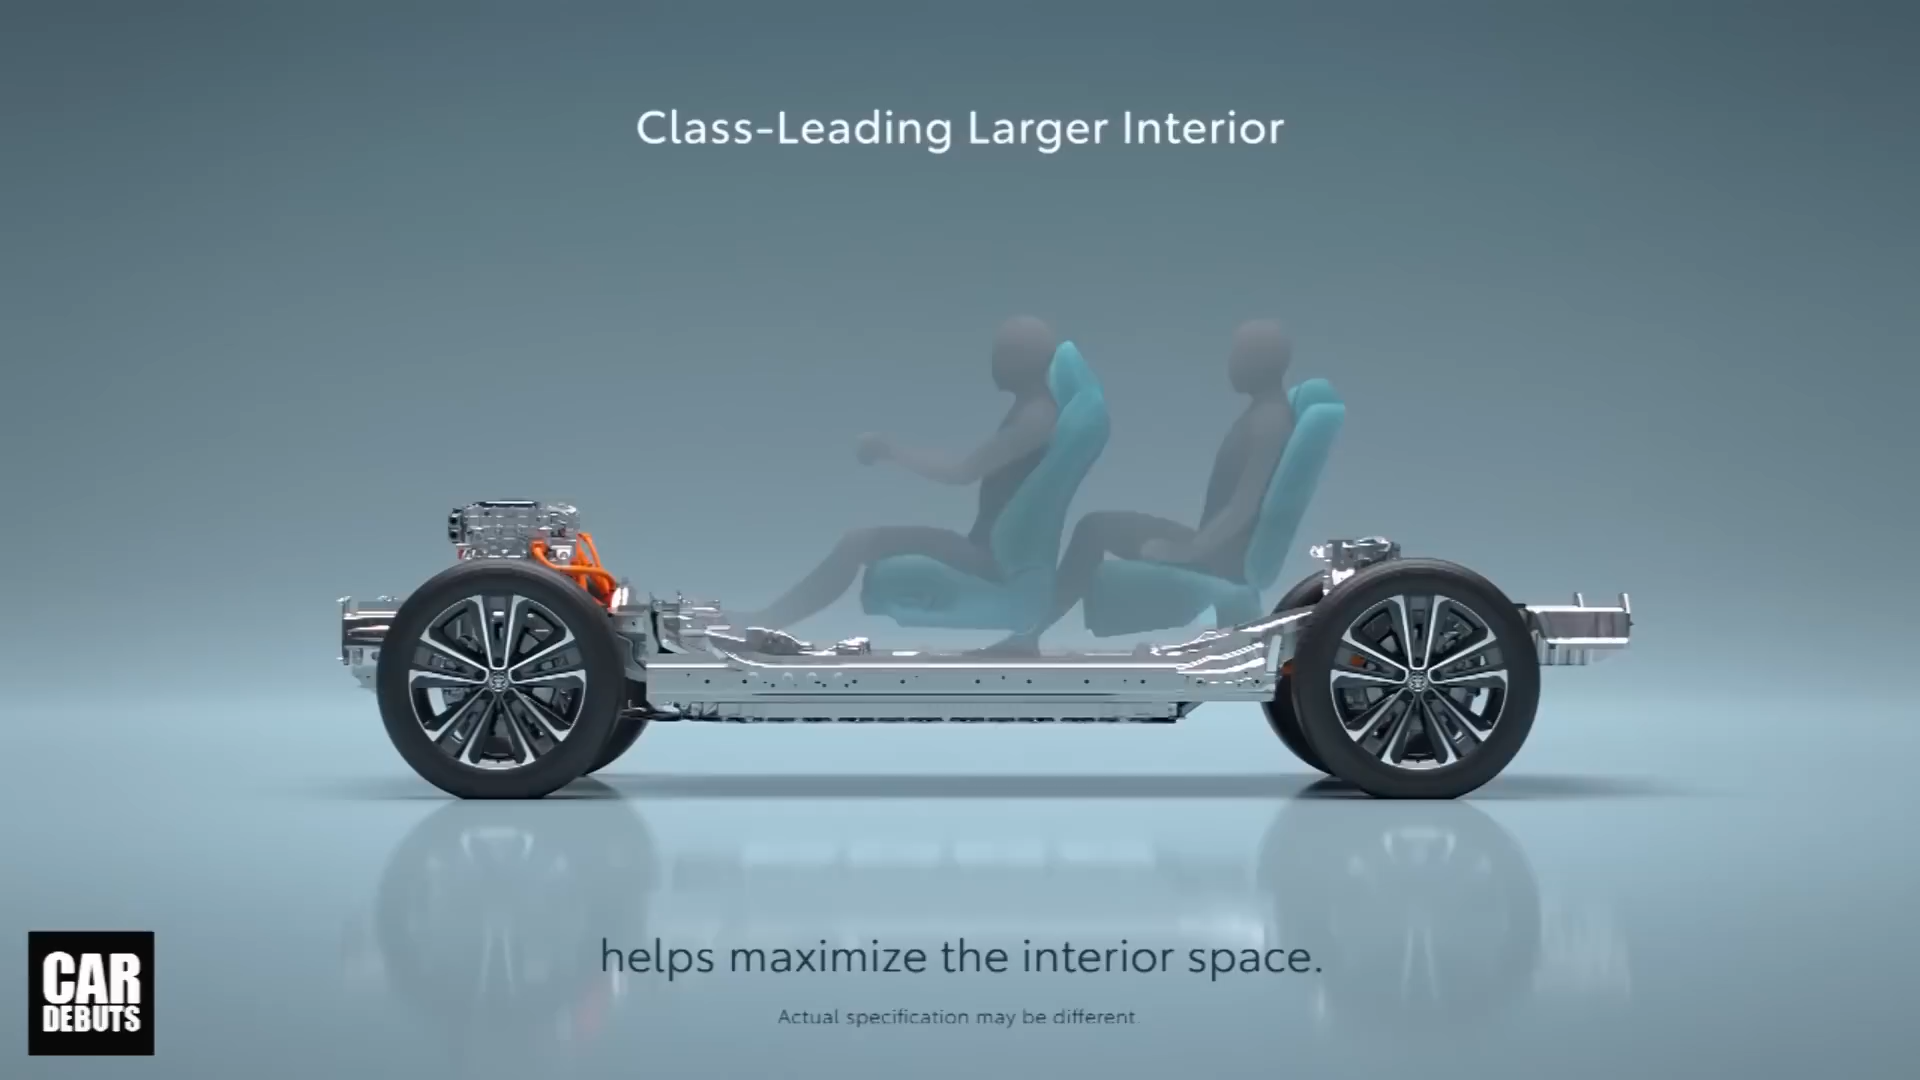 Class-Leading Larger Interior
helps maximize the interior space.
Actual specification may be different.
CAR
DEBUTS